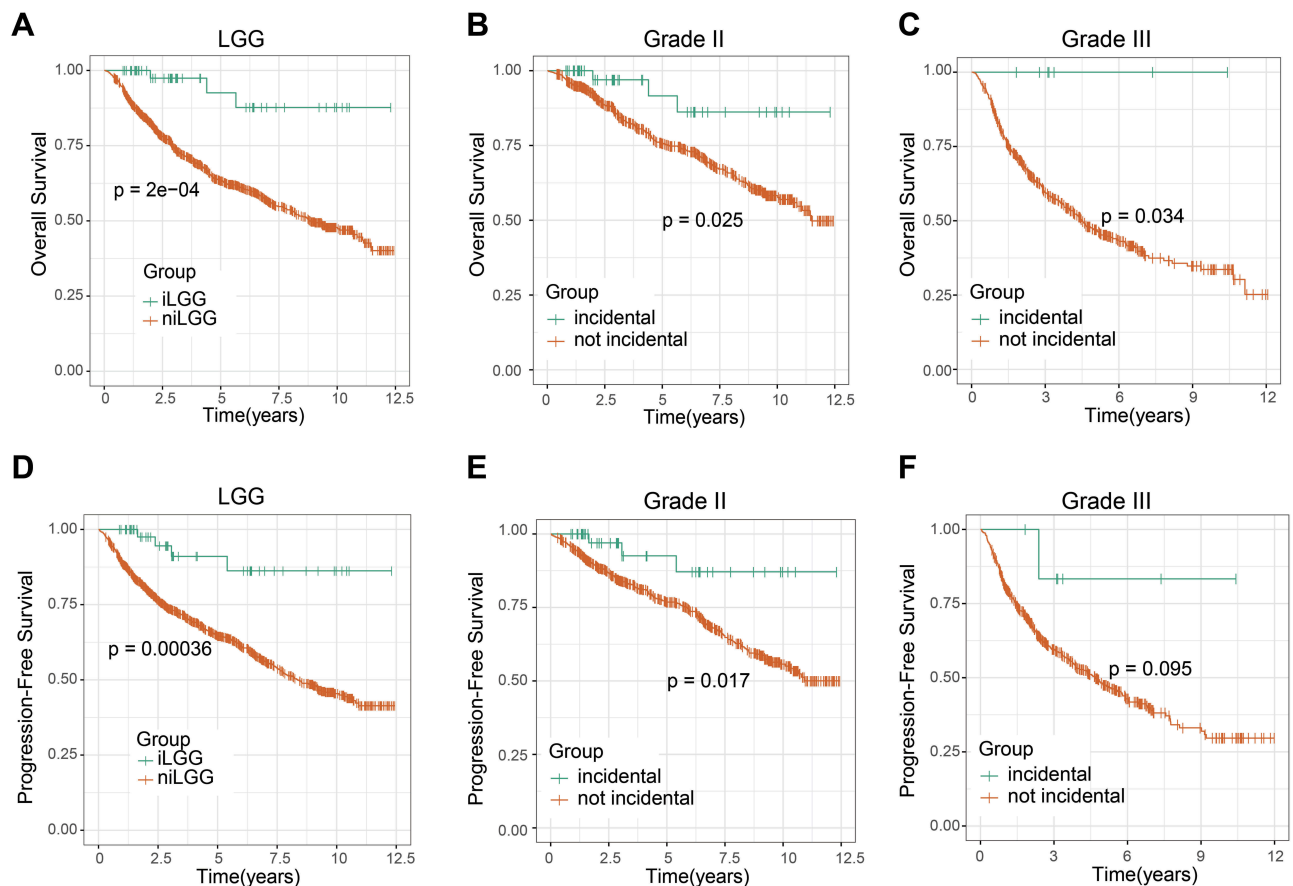 A
LGG
Overall Survival
1.00
0.75
0.50
0.25
0.00
p = 2e−04
Group
iLGG
niLGG
0
2.5
5.0
7.5
10
12.5
Time(years)
B
Grade II
Overall Survival
1.00
0.75
0.50
0.25
0.00
p = 0.025
Group
incidental
not incidental
0
2.5
5.0
7.5
10
12.5
Time(years)
C
Grade III
Overall Survival
1.00
0.75
0.50
0.25
0.00
p = 0.034
Group
incidental
not incidental
0
3
6
9
12
Time(years)
D
LGG
Progression-Free Survival
1.00
0.75
0.50
0.25
0.00
p = 0.00036
Group
iLGG
niLGG
0
2.5
5.0
7.5
10
12.5
Time(years)
E
Grade II
Progression-Free Survival
1.00
0.75
0.50
0.25
0.00
p = 0.017
Group
incidental
not incidental
0
2.5
5.0
7.5
10
12.5
Time(years)
F
Grade III
Progression-Free Survival
1.00
0.75
0.50
0.25
0.00
p = 0.095
Group
incidental
not incidental
0
3
6
9
12
Time(years)